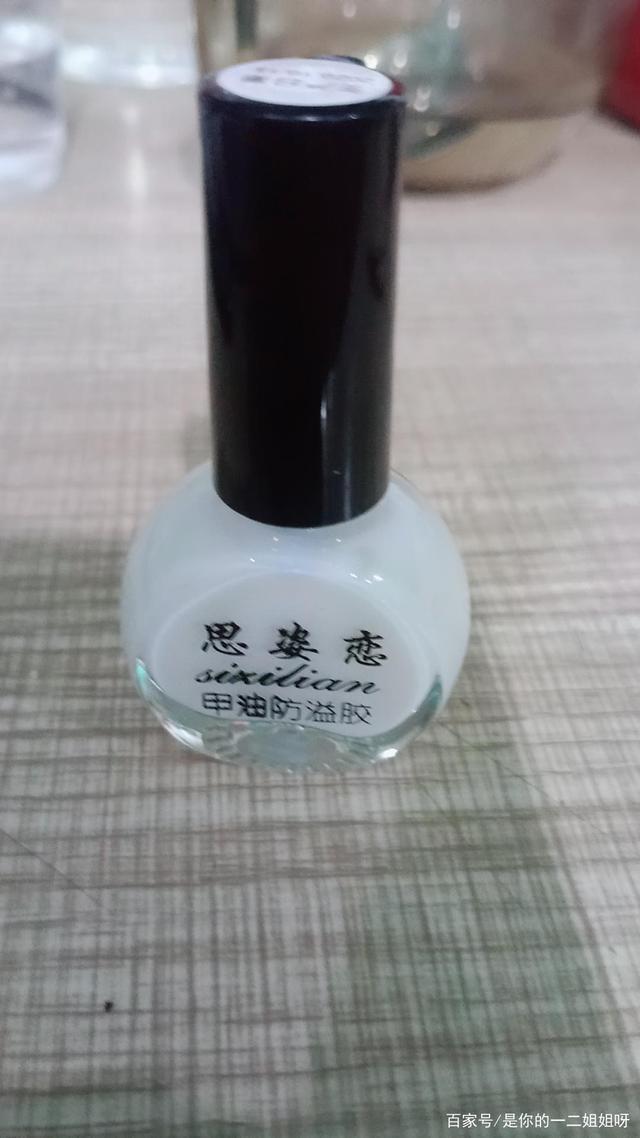 思姿恋
sixilian
甲油防溢胶
百家号/是你的一二姐姐呀